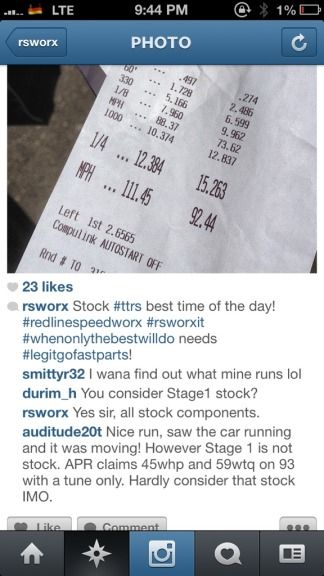 LTE 9:44 PM 1%
rsworx PHOTO
60' ... .497 .274
330 ... 1.728 2.486
1/8 ... 5.166 6.599
MPH ... 7.960 9.962
1000 ... 88.37 73.62
10.374 12.837
1/4 ... 12.384 15.263
MPH ... 111.45 92.44
Left 1st 2.6565
Compulink AUTOSTART OFF
Rnd # TO
23 likes
rsworx Stock #ttrs best time of the day!
#redlinespeedworx #rsworxit
#whenonlythebestwilldo needs
#legitgofastparts!
smittyr32 I wana find out what mine runs lol
durim_h You consider Stage1 stock?
rsworx Yes sir, all stock components.
auditude20t Nice run, saw the car running
and it was moving! However Stage 1 is not
stock. APR claims 45whp and 59wtq on 93
with a tune only. Hardly consider that stock
IMO.
Like Comment